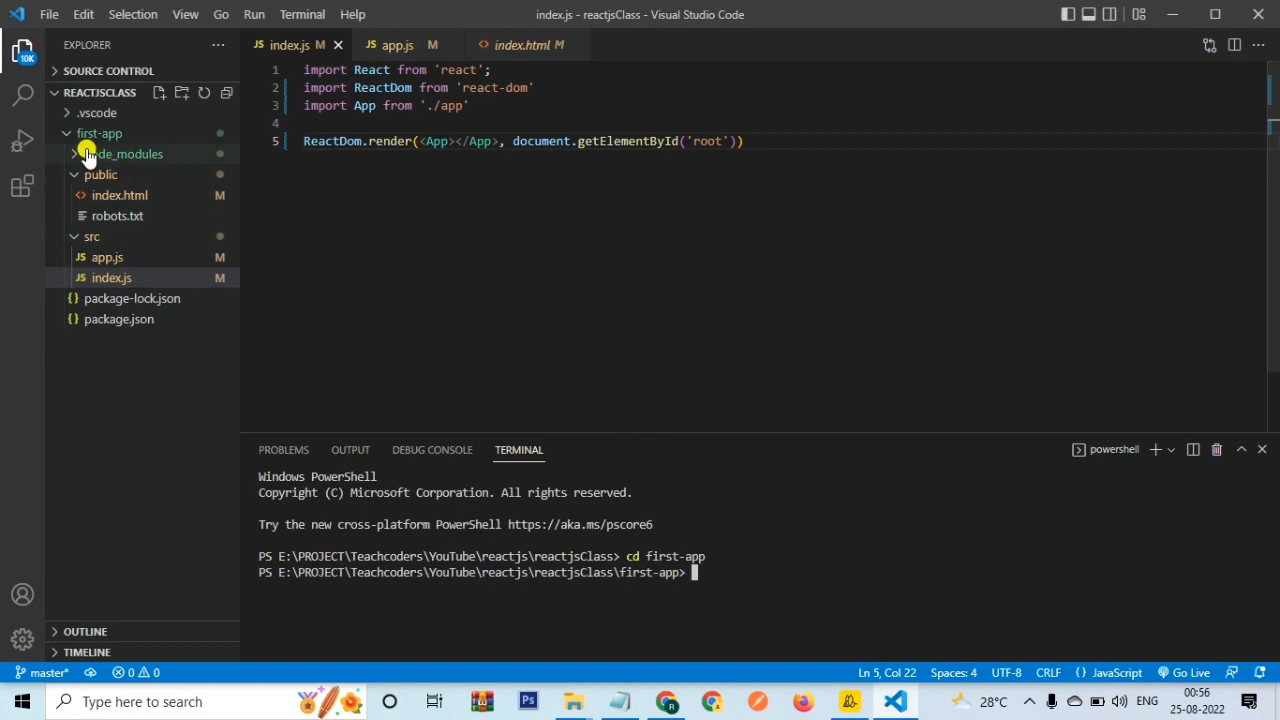 File Edit Selection View Go Run Terminal Help
index.js - reactjsClass - Visual Studio Code
10K
EXPLORER
SOURCE CONTROL
REACTJSCLASS
.vscode
first-app
de_modules
public
index.html M
robots.txt
src
app.js M
index.js M
package-lock.json
package.json
OUTLINE
TIMELINE
index.js M
app.js M
index.html M
1 import React from 'react';
2 import ReactDom from 'react-dom'
3 import App from './app'
4
5 ReactDom.render(<App></App>, document.getElementById('root'))
PROBLEMS OUTPUT DEBUG CONSOLE TERMINAL
powershell
Windows PowerShell
Copyright (C) Microsoft Corporation. All rights reserved.
Try the new cross-platform PowerShell https://aka.ms/pscore6
PS E:\PROJECT\Teachcoders\YouTube\reactjs\reactjsClass> cd first-app
PS E:\PROJECT\Teachcoders\YouTube\reactjs\reactjsClass\first-app>
master* 0 0
Ln 5, Col 22 Spaces: 4 UTF-8 CRLF {} JavaScript Go Live
Type here to search
Ps
R
28°C
00:56
25-08-2022